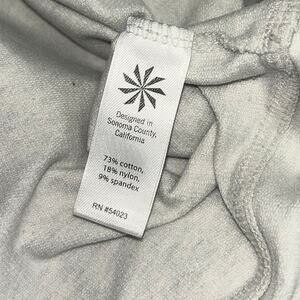 Designed in
Sonoma County,
California
73% cotton,
18% nylon,
9% spandex
RN #54023